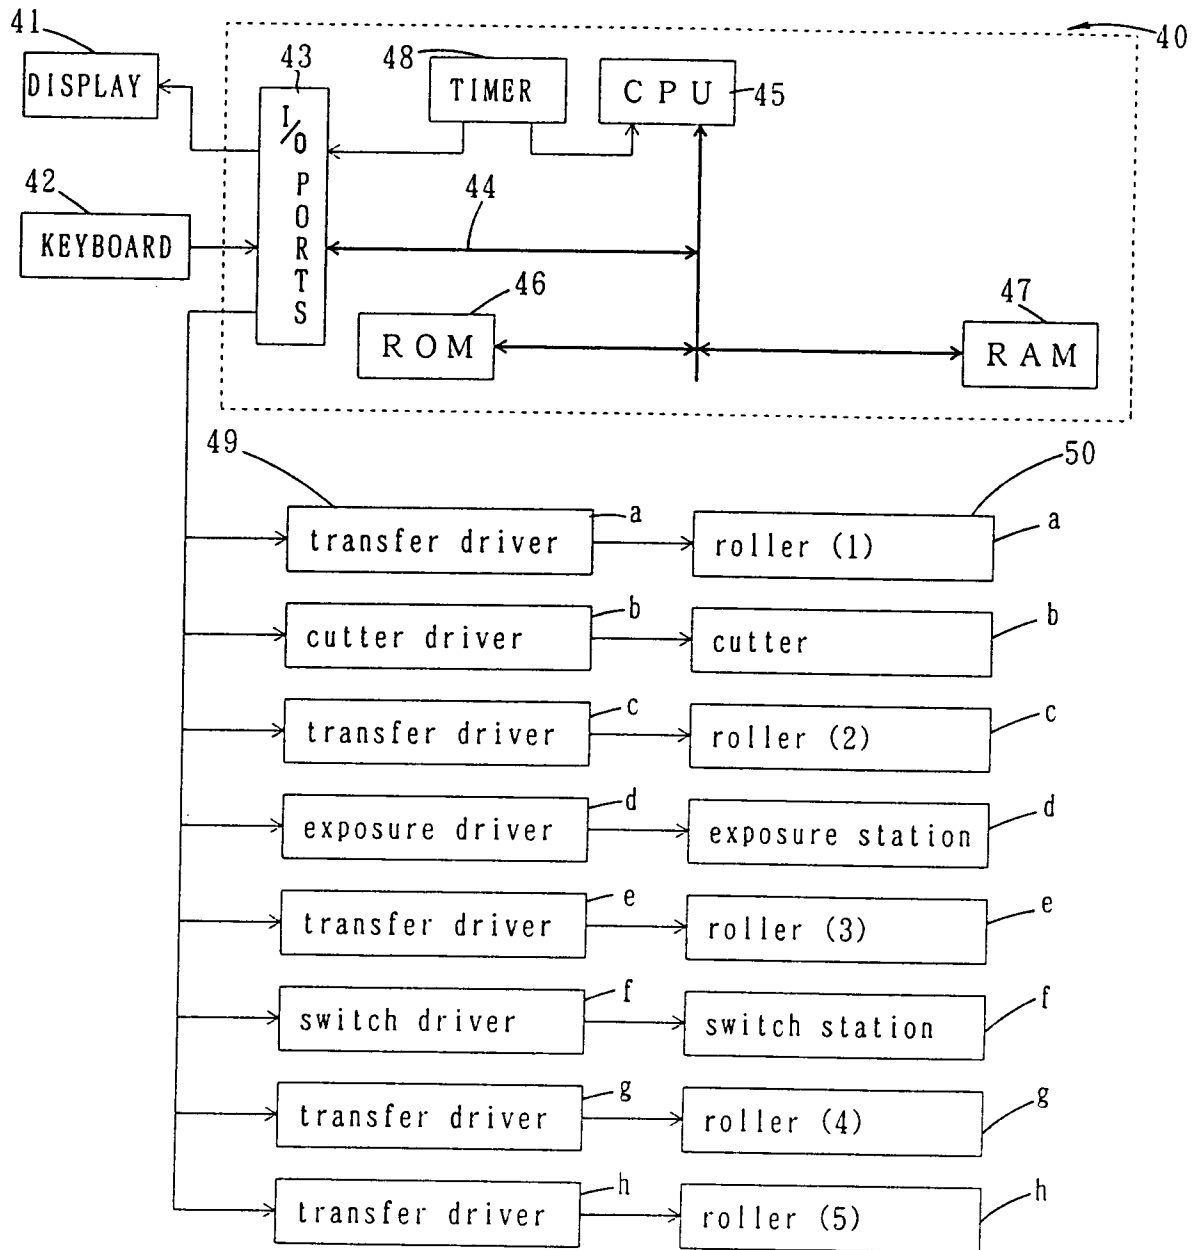 40
41
DISPLAY
43
I/O PORTS
48
TIMER
CPU
45
42
KEYBOARD
44
46
ROM
47
RAM
49
50
transfer driver a
roller (1) a
cutter driver b
cutter b
transfer driver c
roller (2) c
exposure driver d
exposure station d
transfer driver e
roller (3) e
switch driver f
switch station f
transfer driver g
roller (4) g
transfer driver h
roller (5) h